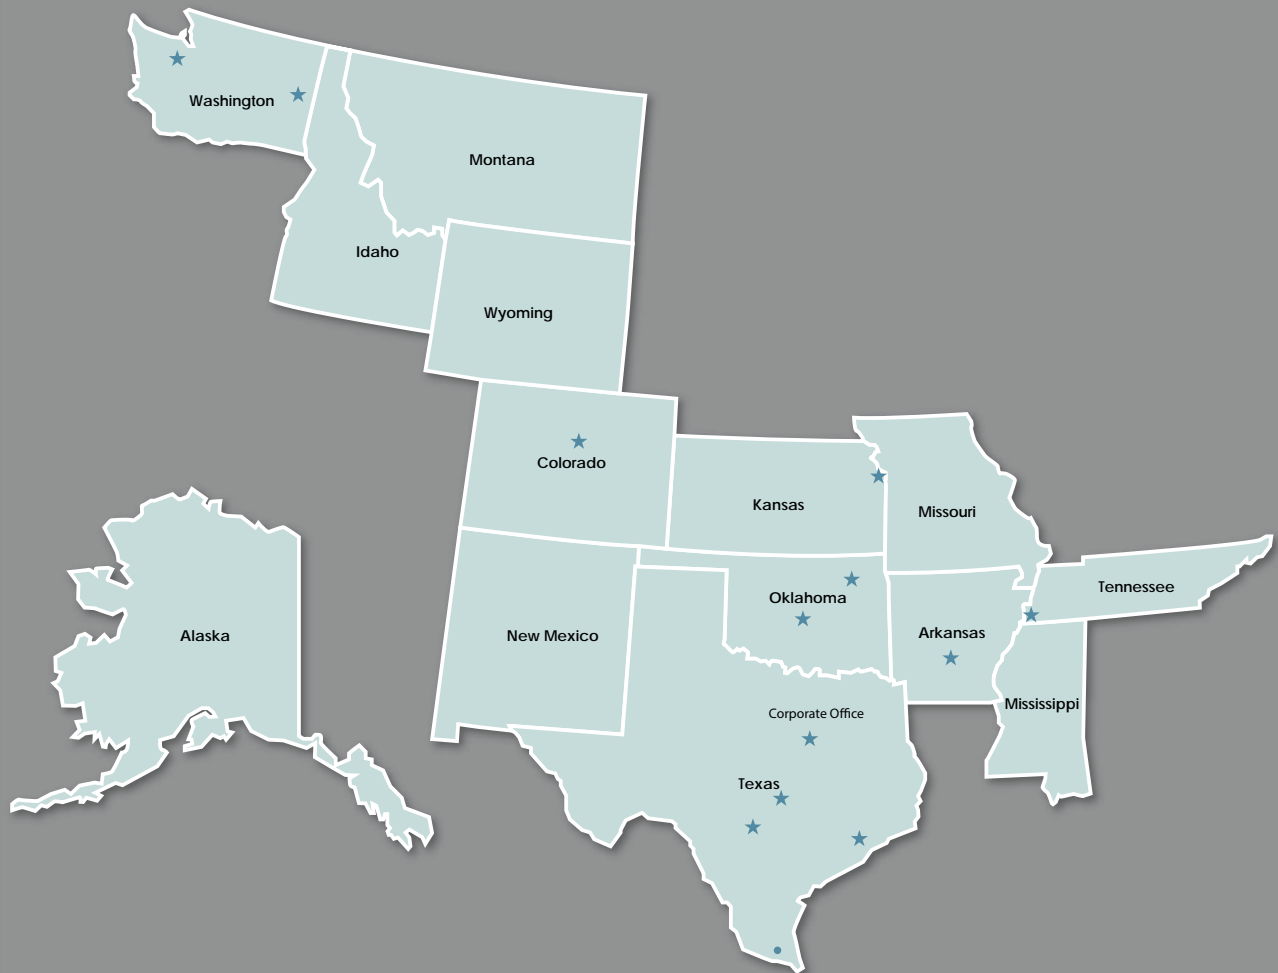 Washington
Montana
Idaho
Wyoming
Colorado
Kansas
Missouri
Tennessee
Oklahoma
Arkansas
Alaska
New Mexico
Mississippi
Corporate Office
Texas